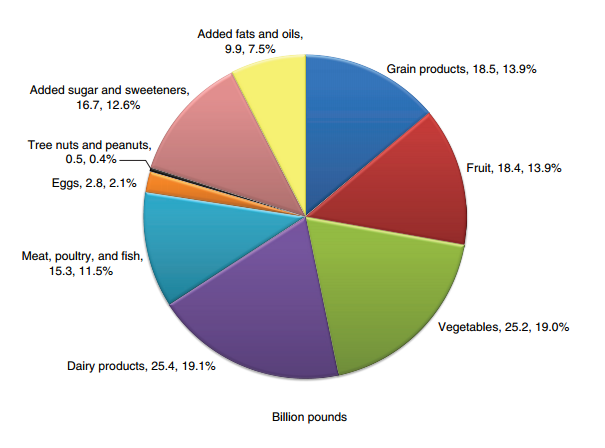 Added fats and oils,
9.9, 7.5%
Grain products, 18.5, 13.9%
Added sugar and sweeteners,
16.7, 12.6%
Tree nuts and peanuts,
0.5, 0.4%
Fruit, 18.4, 13.9%
Eggs, 2.8, 2.1%
Meat, poultry, and fish,
15.3, 11.5%
Vegetables, 25.2, 19.0%
Dairy products, 25.4, 19.1%
Billion pounds